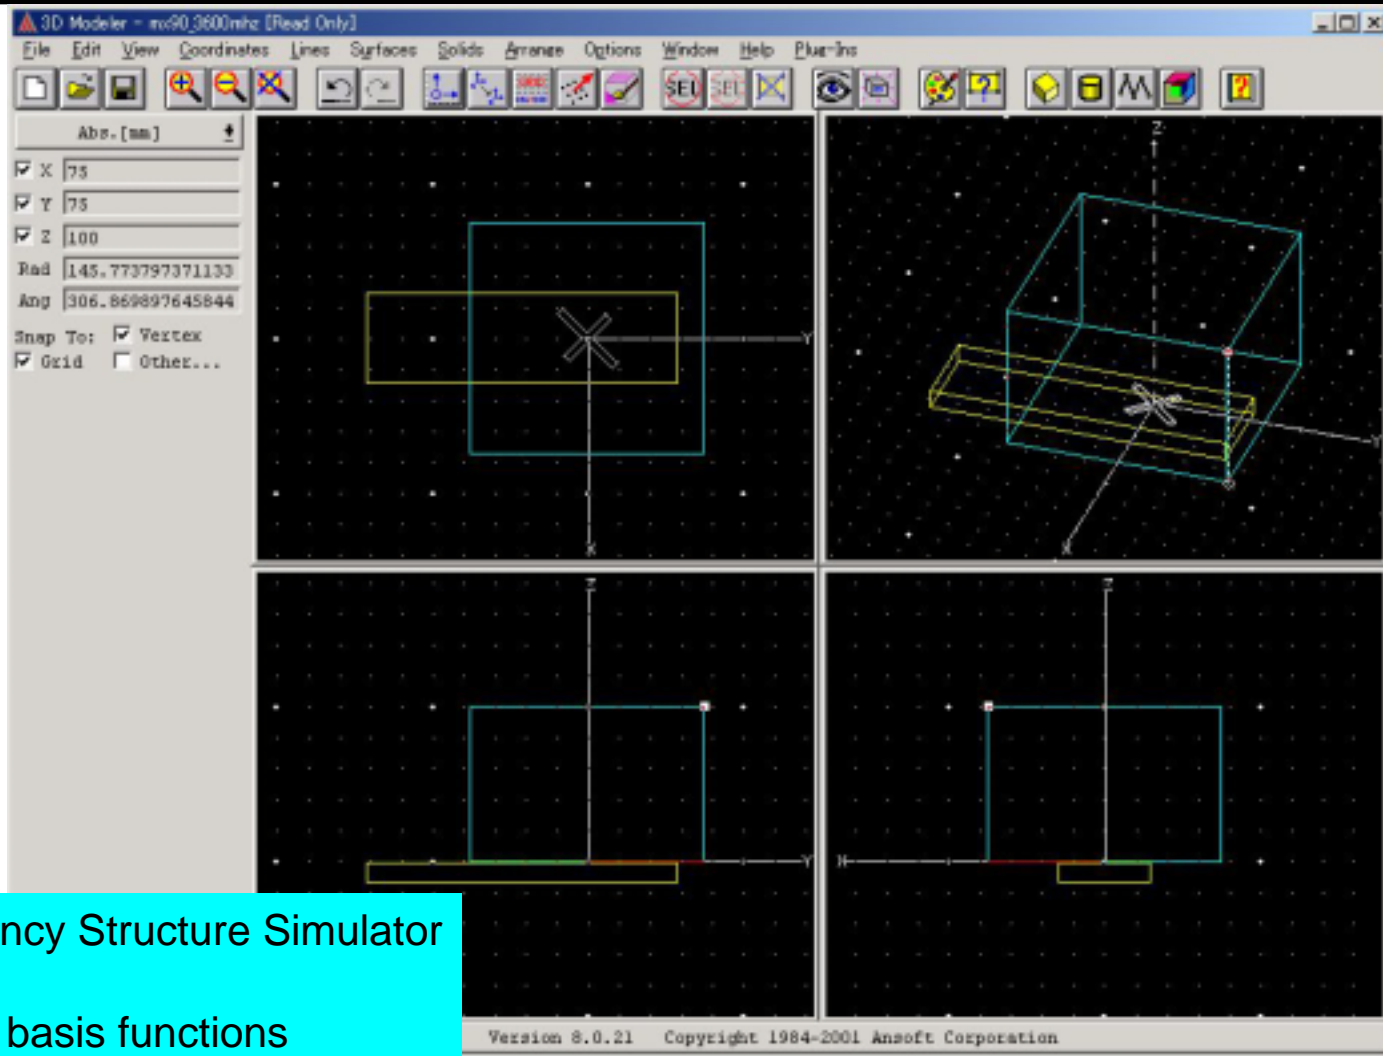 3D Modeler - mx90_3600mhz [Read Only]
File Edit View Coordinates Lines Surfaces Solids Arrange Options Window Help Plug-Ins
SEL SEL
Abs.[mm]
X 75
Y 75
Z 100
Rad 145.773797371133
Ang 306.869897645844
Snap To: Vertex
Grid Other...
Y
X
Z
Y
X
Z
Y
Z
X
ncy Structure Simulator
basis functions
Version 8.0.21 Copyright 1984-2001 Ansoft Corporation